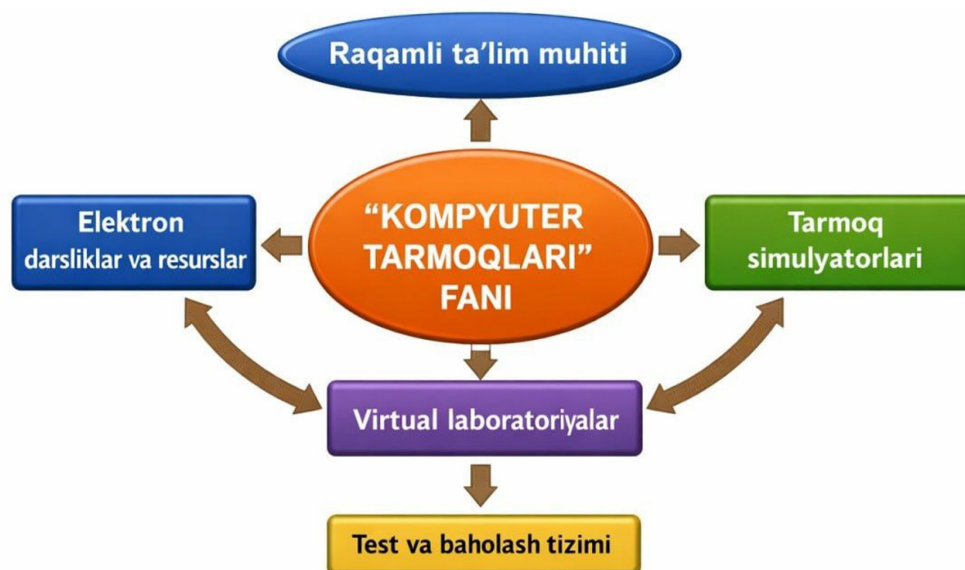 Raqamli ta’lim muhiti
“KOMPYUTER
TARMOQLARI”
FANI
Elektron
darsliklar va resurslar
Tarmoq
simulyatorlari
Virtual laboratoriyalar
Test va baholash tizimi